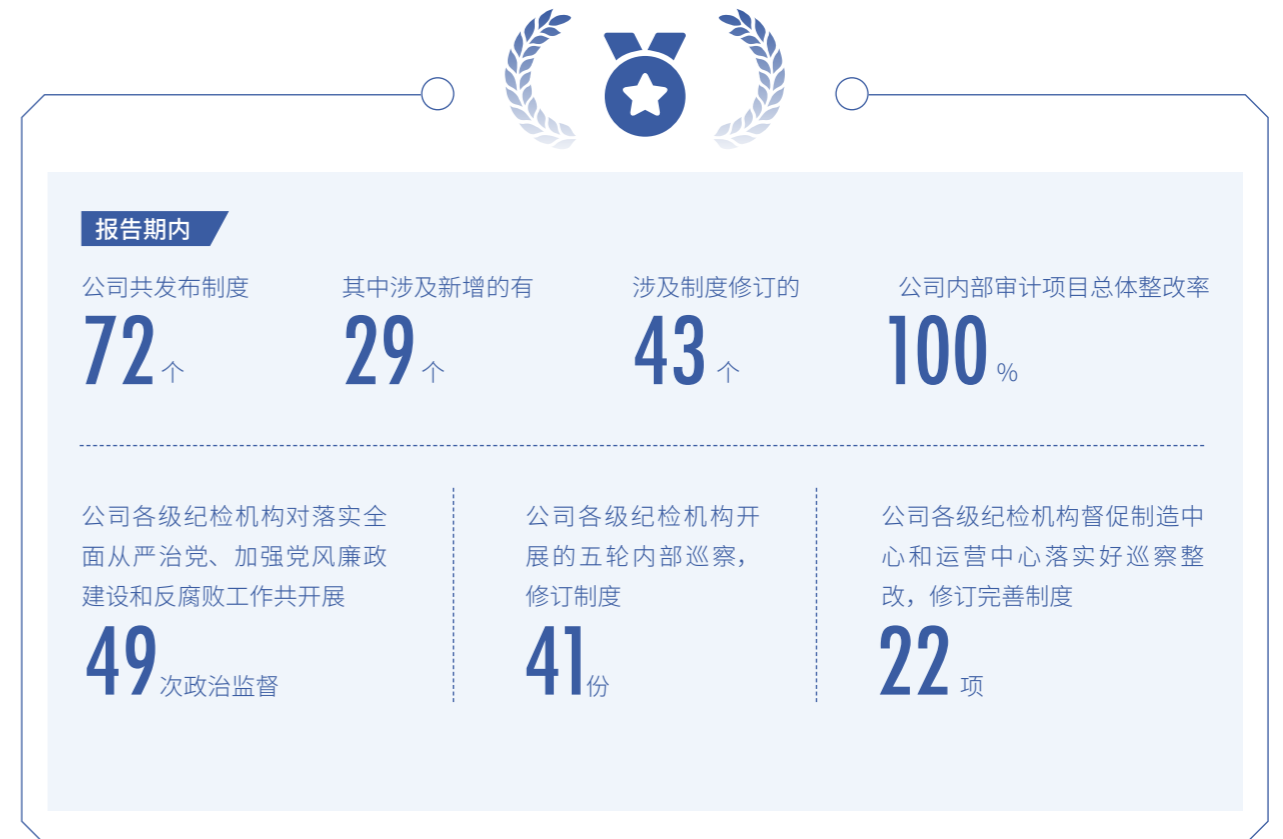 报告期内
公司共发布制度
72个
其中涉及新增的有
29个
涉及制度修订的
43个
公司内部审计项目总体整改率
100%
公司各级纪检机构对落实全
面从严治党、加强党风廉政
建设和反腐败工作共开展
49次政治监督
公司各级纪检机构开
展的五轮内部巡察，
修订制度
41份
公司各级纪检机构督促制造中
心和运营中心落实好巡察整
改，修订完善制度
22项